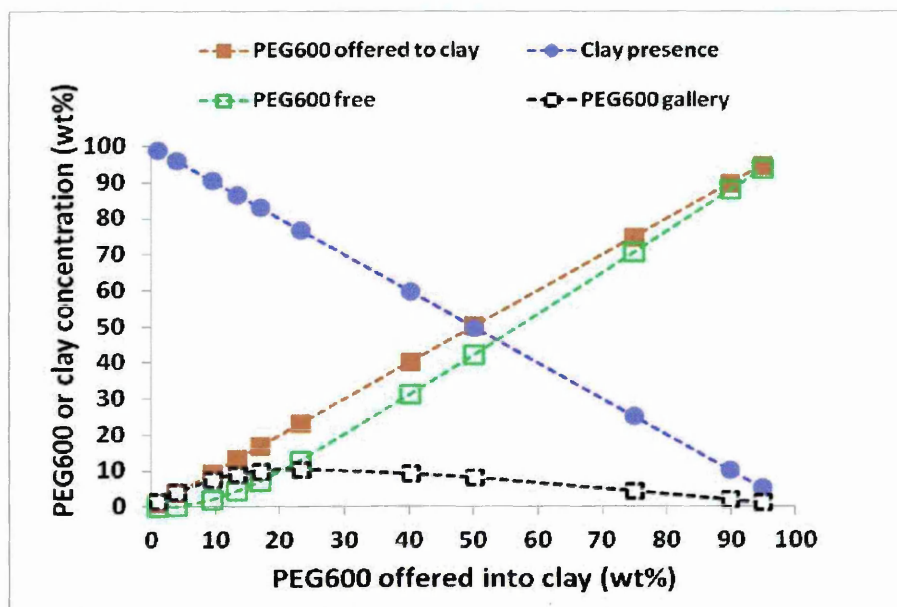 PEG600 offered to clay
Clay presence
PEG600 free
PEG600 gallery
PEG600 or clay concentration (wt%)
100
90
80
70
60
50
40
30
20
10
0
0 10 20 30 40 50 60 70 80 90 100
PEG600 offered into clay (wt%)